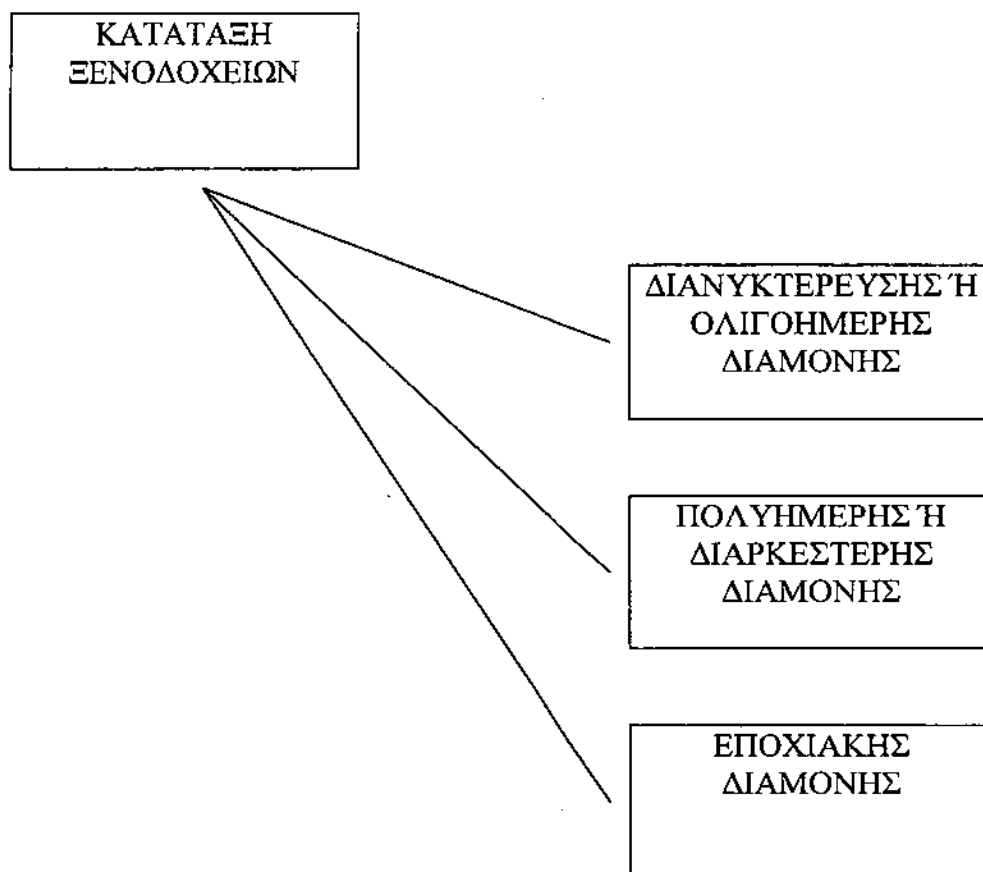 ΚΑΤΑΤΑΞΗ
ΞΕΝΟΔΟΧΕΙΩΝ
ΔΙΑΝΥΚΤΕΡΕΥΣΗΣ Ή
ΟΛΙΓΟΗΜΕΡΗΣ
ΔΙΑΜΟΝΗΣ
ΠΟΛΥΗΜΕΡΗΣ Ή
ΔΙΑΡΚΕΣΤΕΡΗΣ
ΔΙΑΜΟΝΗΣ
ΕΠΟΧΙΑΚΗΣ
ΔΙΑΜΟΝΗΣ